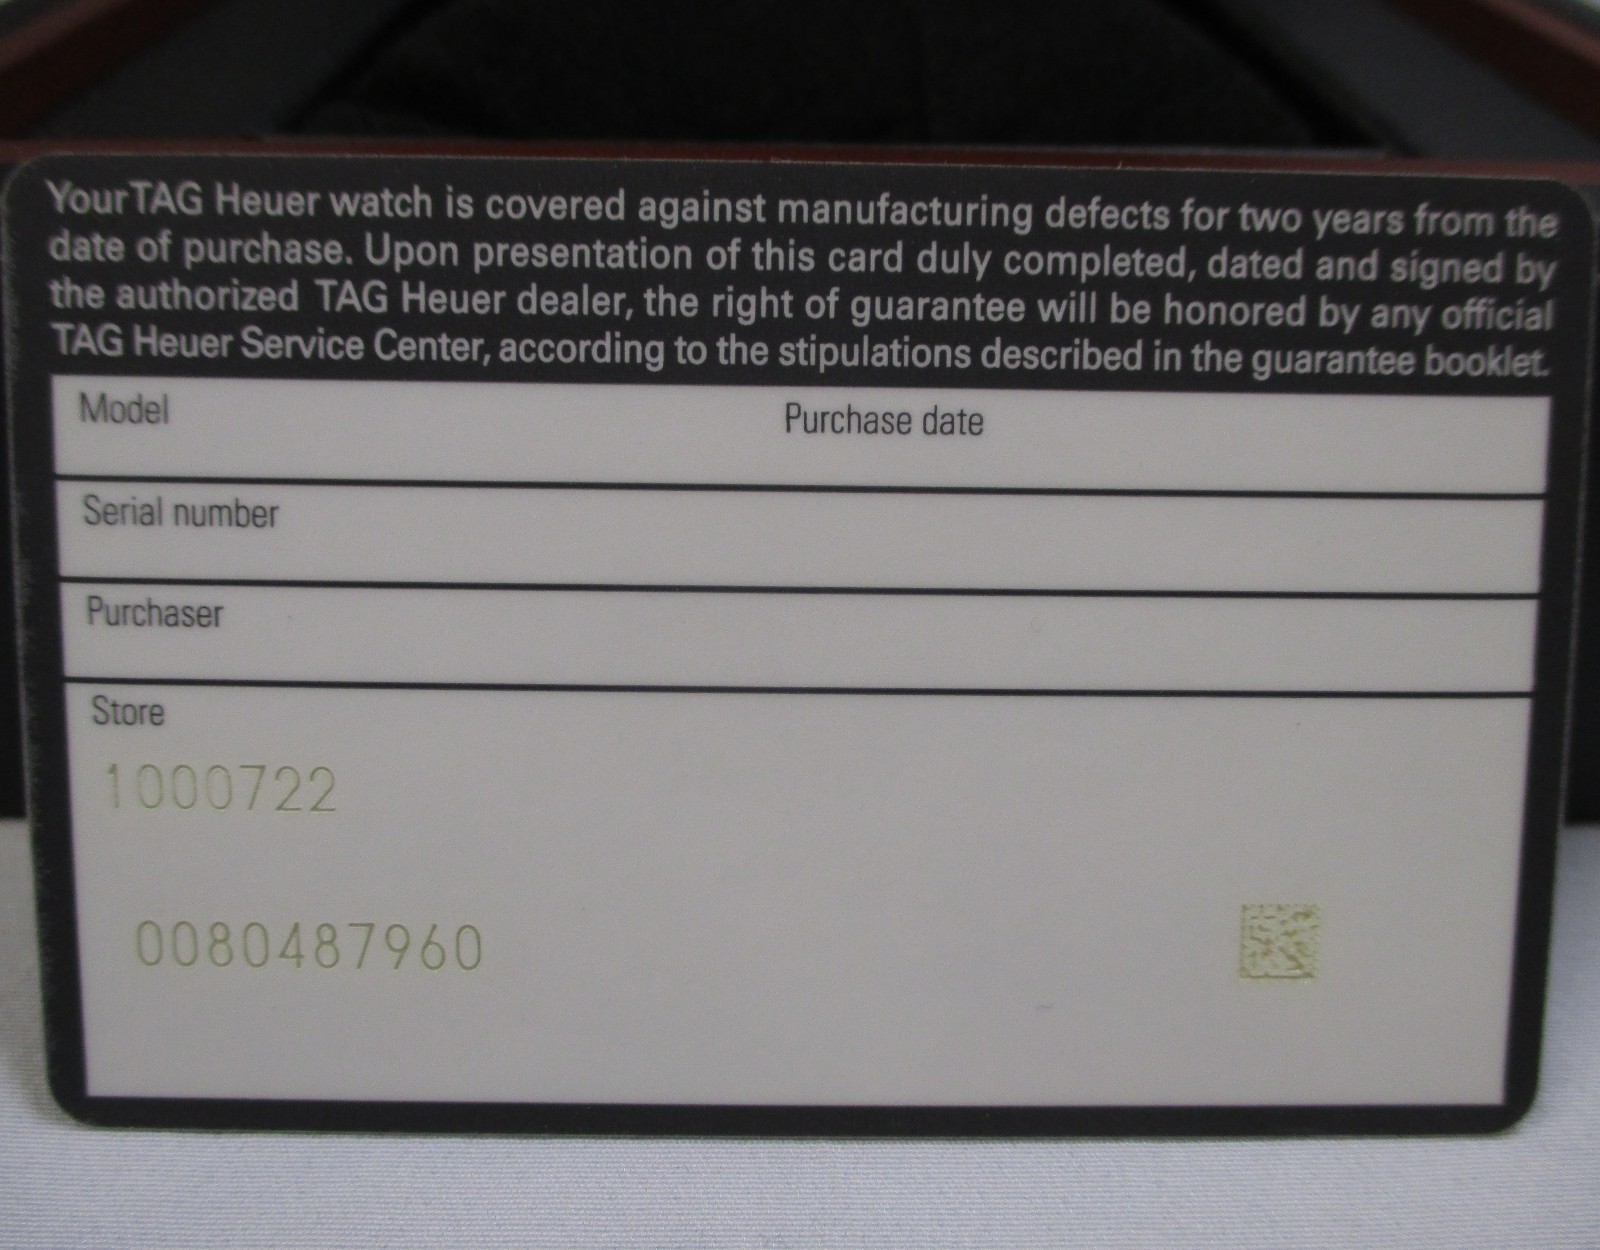 Your TAG Heuer watch is covered against manufacturing defects for two years from the
date of purchase. Upon presentation of this card duly completed, dated and signed by
the authorized TAG Heuer dealer, the right of guarantee will be honored by any official
TAG Heuer Service Center, according to the stipulations described in the guarantee booklet.
Model Purchase date
Serial number
Purchaser
Store
1000722
0080487960